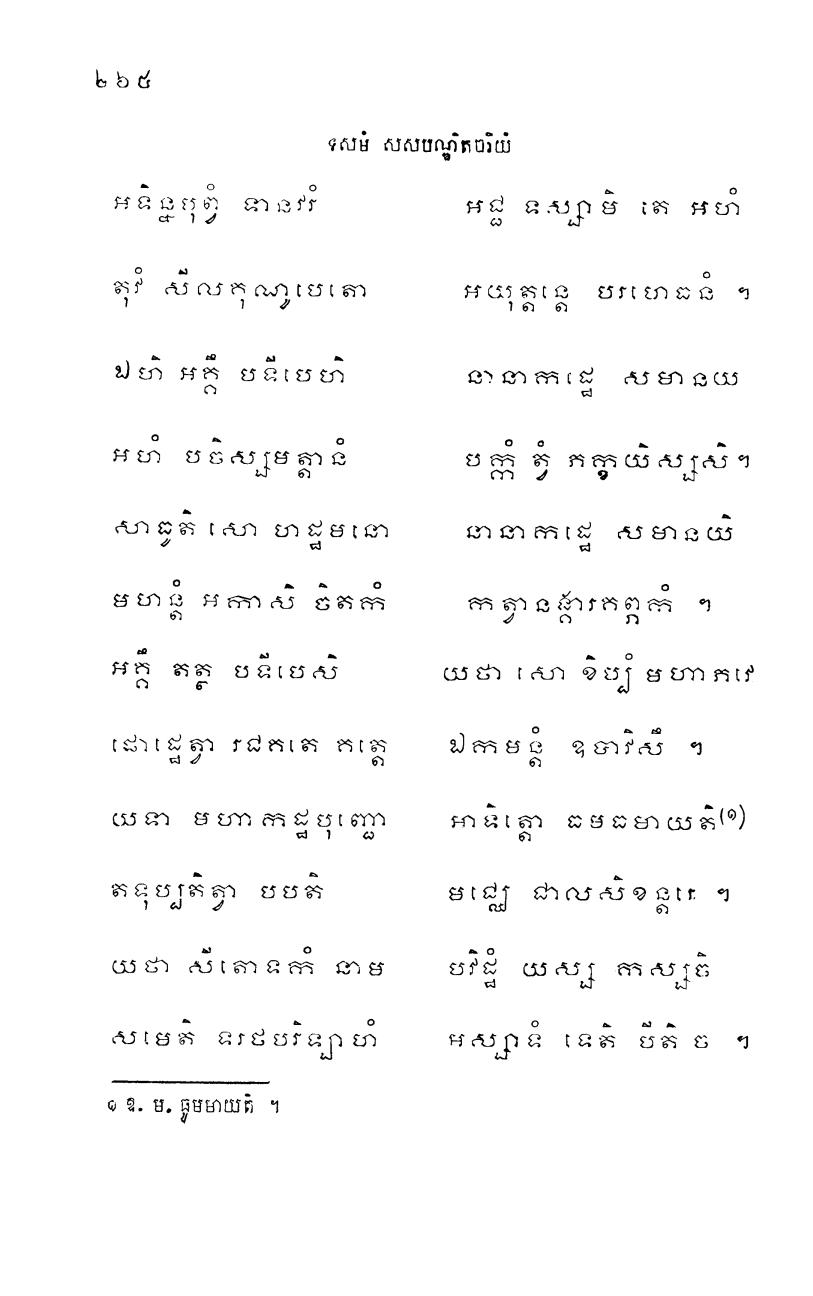 ២៦៥
ទសមំ សសបណ្ឌិតចរិយំ
អទិន្នបុព្វំ ទានវរំ អជ្ជ ទស្សាមិ តេ អហំ
តុវំ សីលគុណូបេតោ អយុត្តន្តេ បរហេធនំ ។
ឯហិ អគ្គឹ បទីបេហិ នានាកដ្ឋេ សមានយ
អហំ បចិស្សមត្តានំ បក្កំ ត្វំ ភក្ខយិស្សសិ។
សាធូតិ សោ ហដ្ឋមនោ នានាកដ្ឋេ សមានយិ
មហន្តំ អកាសិ ចិតកំ កត្វានង្គារគព្ភកំ ។
អគ្គឹ តត្ថ បទីបេសិ យថា សោ ខិប្បំ មហាភវេ
ផោដ្ឋេត្វា រជគតេ គត្តេ ឯកមន្តំ ឧបាវិសឹ ។
យទា មហាកដ្ឋបុញ្ជោ អាទិត្តោ ធមធមាយតិ(១)
តទុប្បតិត្វា បបតិ មជ្ឈេ ជាលសិខន្តរេ ។
យថា សីតោទកំ នាម បវិដ្ឋំ យស្ស កស្សចិ
សមេតិ ទរថបរិឡាហំ អស្សាទំ ទេតិ បីតិ ច ។
១ ឱ. ម. ធូមមាយតិ ។